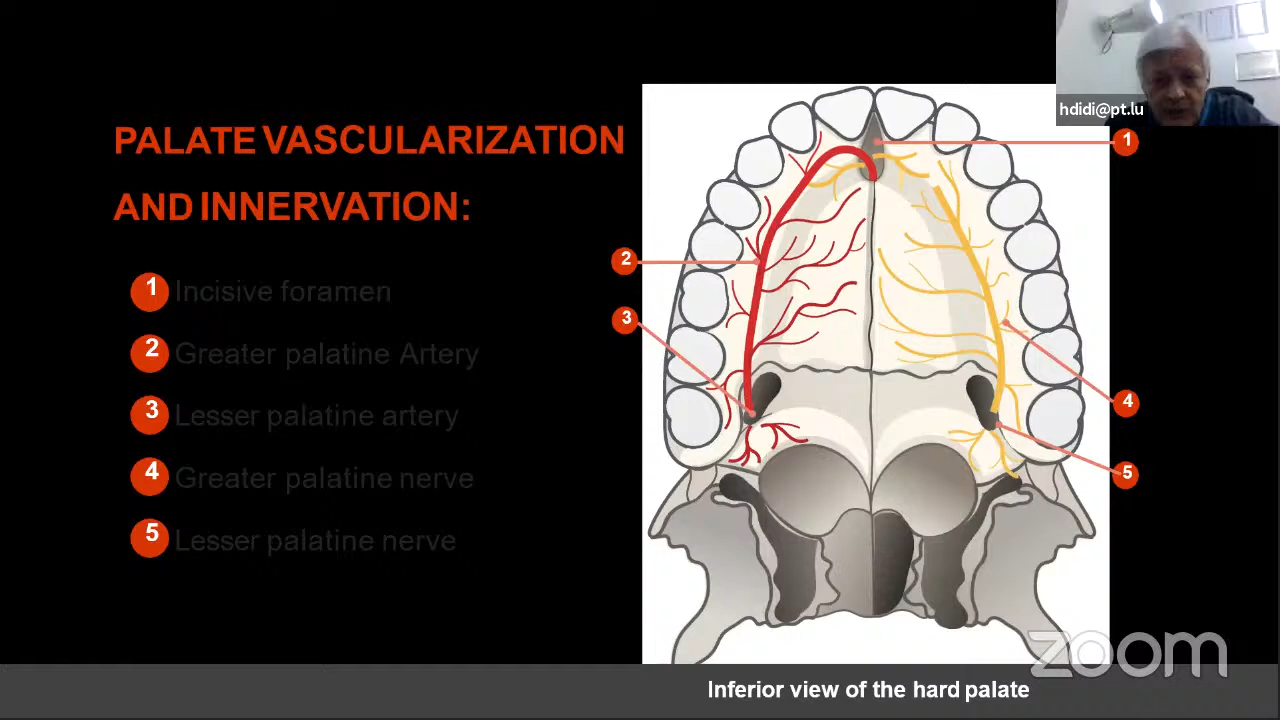 hdidi@pt.lu
PALATE VASCULARIZATION
AND INNERVATION:
1 Incisive foramen
2 Greater palatine Artery
3 Lesser palatine artery
4 Greater palatine nerve
5 Lesser palatine nerve
1
2
3
4
5
zoom
Inferior view of the hard palate